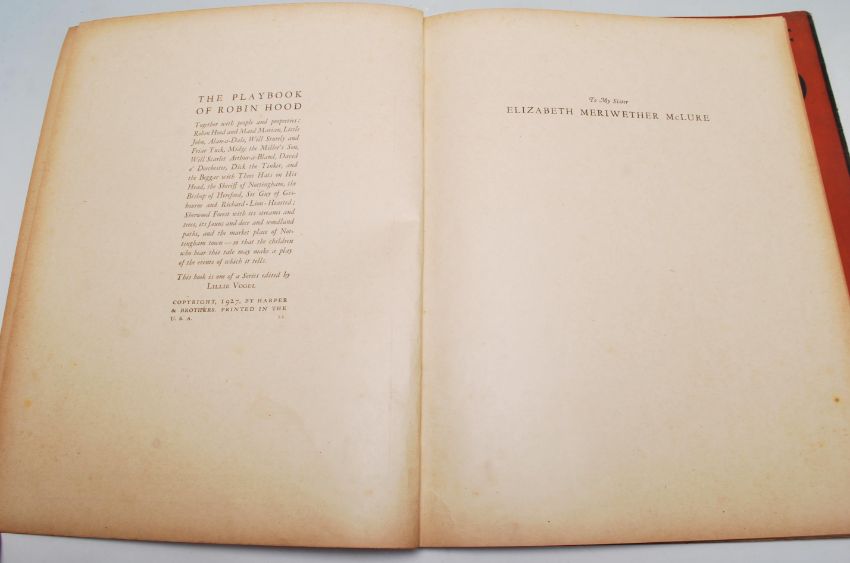 THE PLAYBOOK
OF ROBIN HOOD
Together with people and properties:
Robin Hood and Maid Marian, Little
John, Alan-a-Dale, Will Stutely and
Friar Tuck, Midge the Miller's Son,
Will Scarlet Arthur-a-Bland, David
o' Dorchester, Dick the Tinker, and
the Beggar with Three Hats on His
Head, the Sheriff of Nottingham, the
Bishop of Hereford, Sir Guy of Gis-
bourne and Richard-Lion-Hearted;
Sherwood Forest with its streams and
trees, its fauns and deer and woodland
paths, and the market place of Not-
tingham town—so that the children
who hear this tale may make a play
of the events of which it tells.
This book is one of a Series edited by
LILLIE VOGEL
COPYRIGHT, 1927, BY HARPER
& BROTHERS. PRINTED IN THE
U. S. A.
To My Sister
ELIZABETH MERIWETHER McLURE